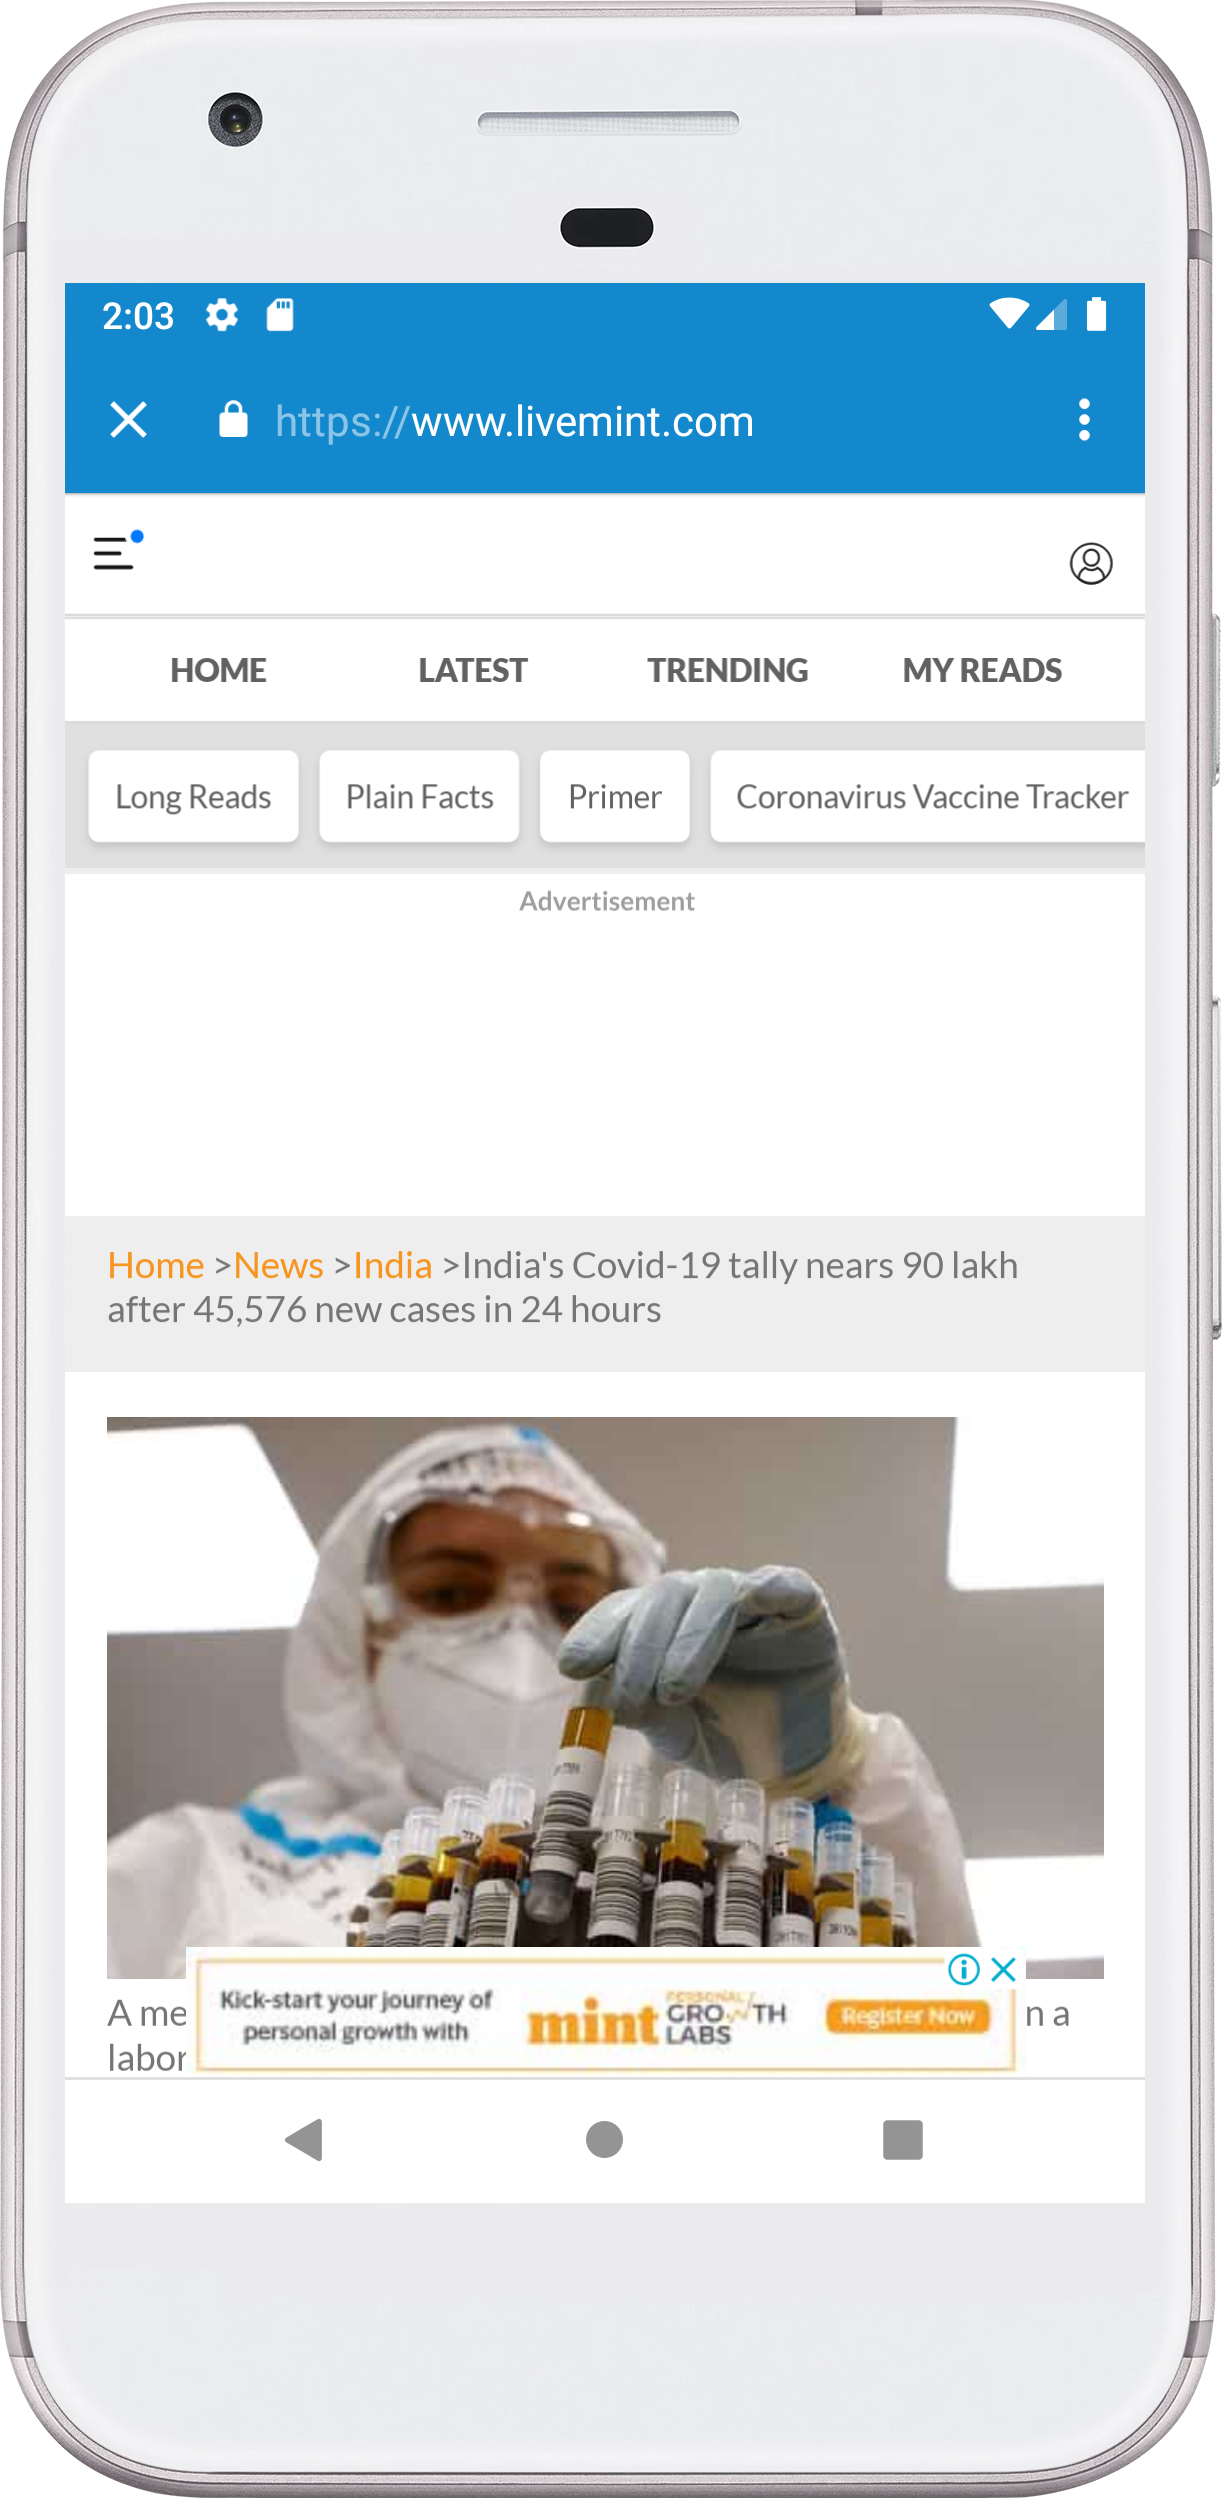 2:03
https://www.livemint.com
HOME LATEST TRENDING MY READS
Long Reads Plain Facts Primer Coronavirus Vaccine Tracker
Advertisement
Home >News >India >India's Covid-19 tally nears 90 lakh
after 45,576 new cases in 24 hours
Kick-start your journey of
personal growth with
mint
PERSONAL
GROWTH
LABS
Register Now
A me n a
labor